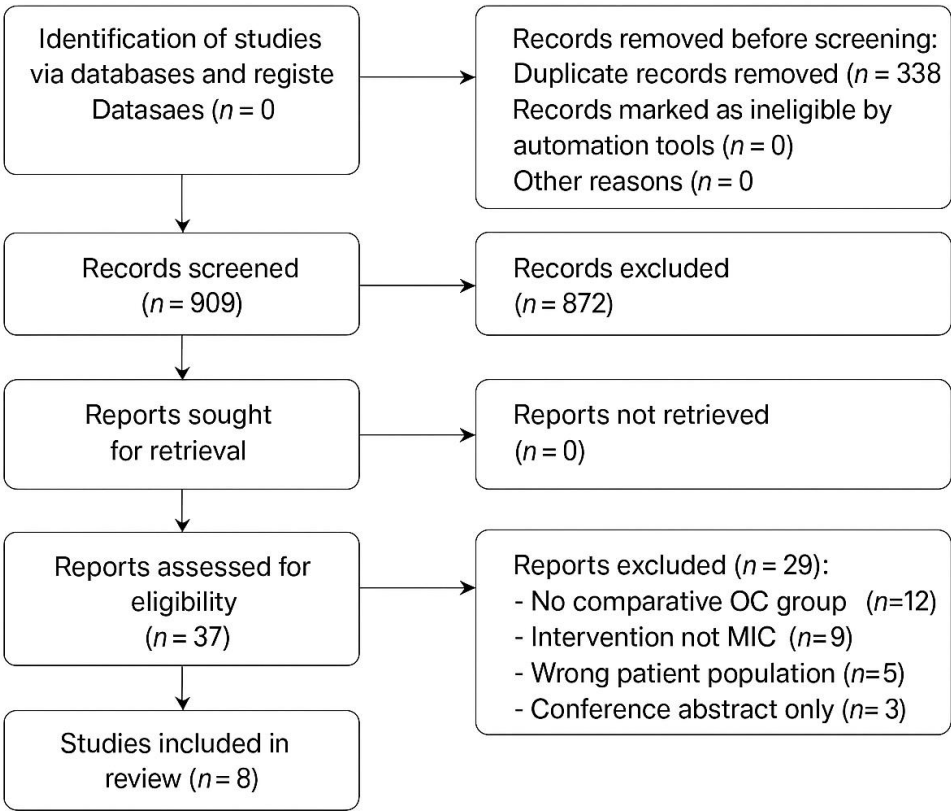 Identification of studies
via databases and registe
Datasaes (n = 0
Records removed before screening:
Duplicate records removed (n = 338
Records marked as ineligible by
automation tools (n = 0)
Other reasons (n = 0
Records screened
(n = 909)
Records excluded
(n = 872)
Reports sought
for retrieval
Reports not retrieved
(n = 0)
Reports assessed for
eligibility
(n = 37)
Reports excluded (n = 29):
- No comparative OC group (n=12)
- Intervention not MIC (n=9)
- Wrong patient population (n=5)
- Conference abstract only (n= 3)
Studies included in
review (n = 8)